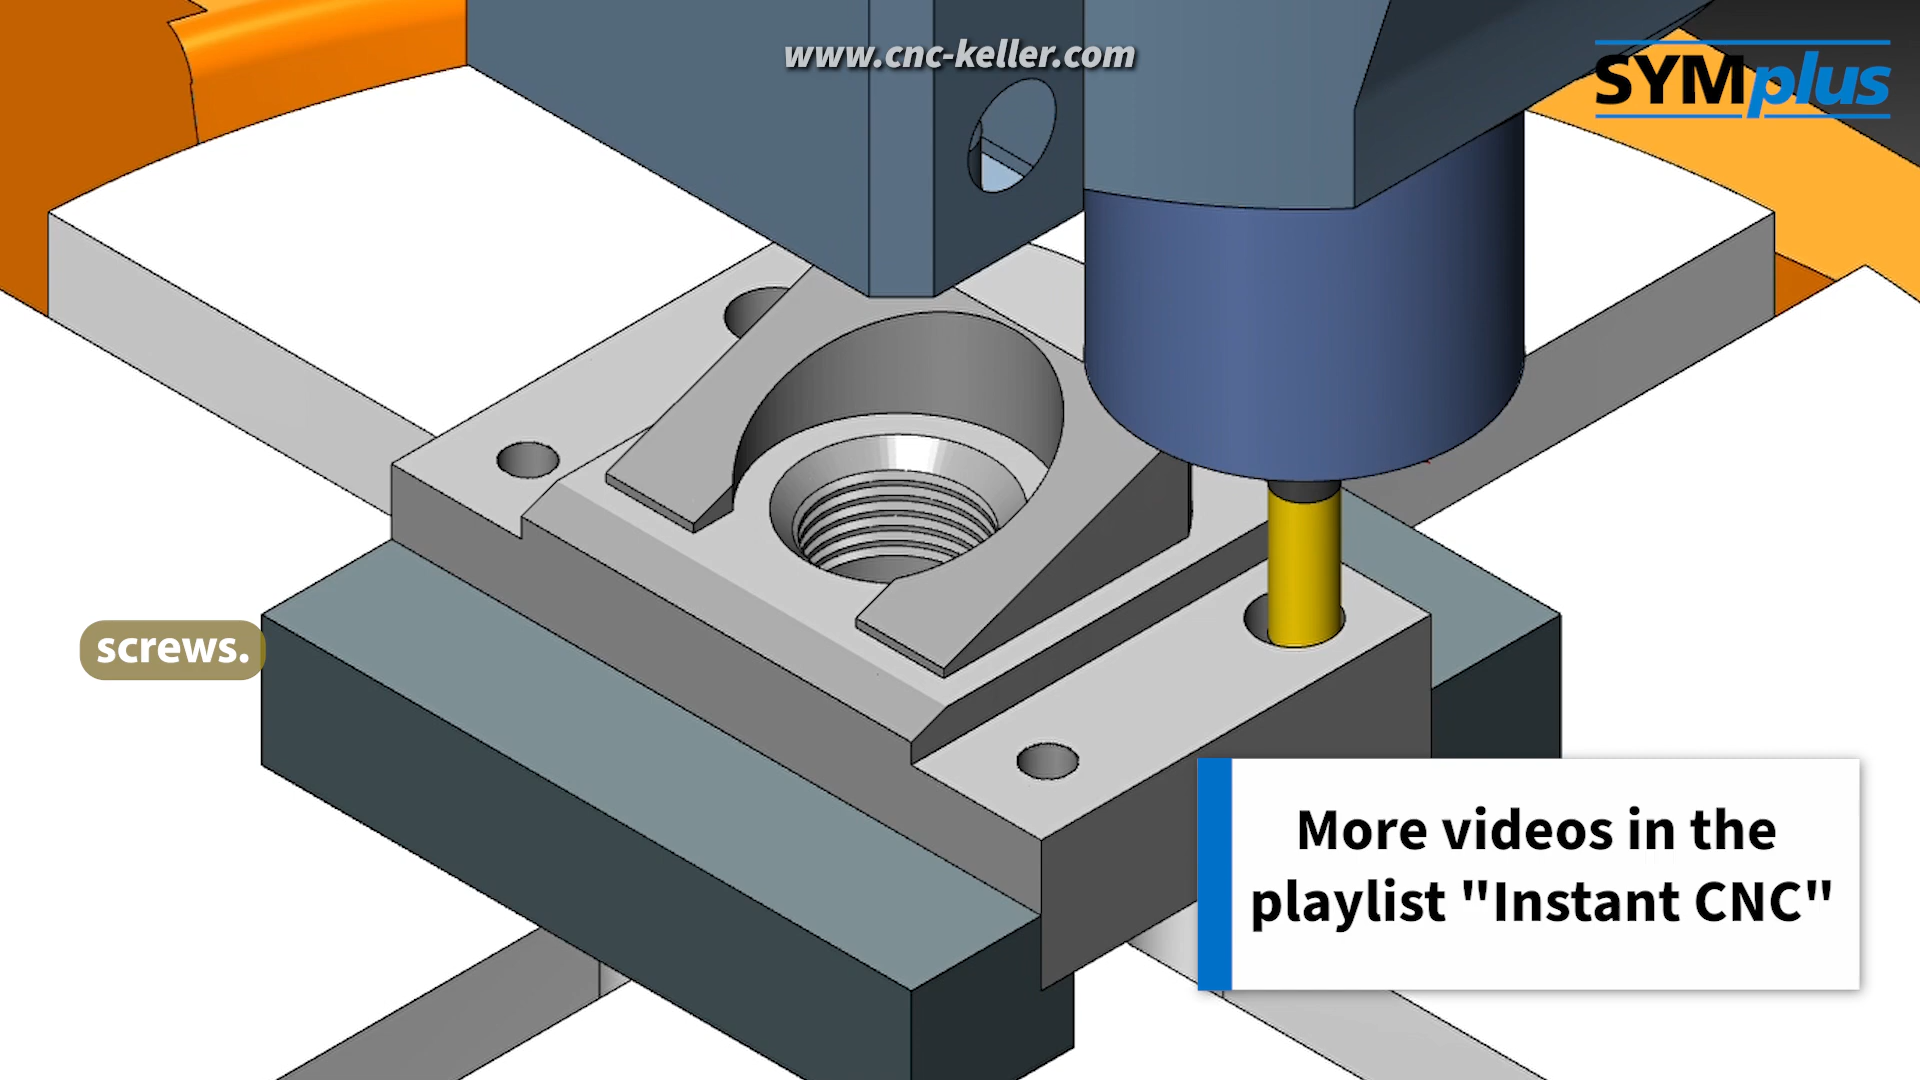 www.cnc-keller.com
SYMplus
screws.
More videos in the
playlist "Instant CNC"